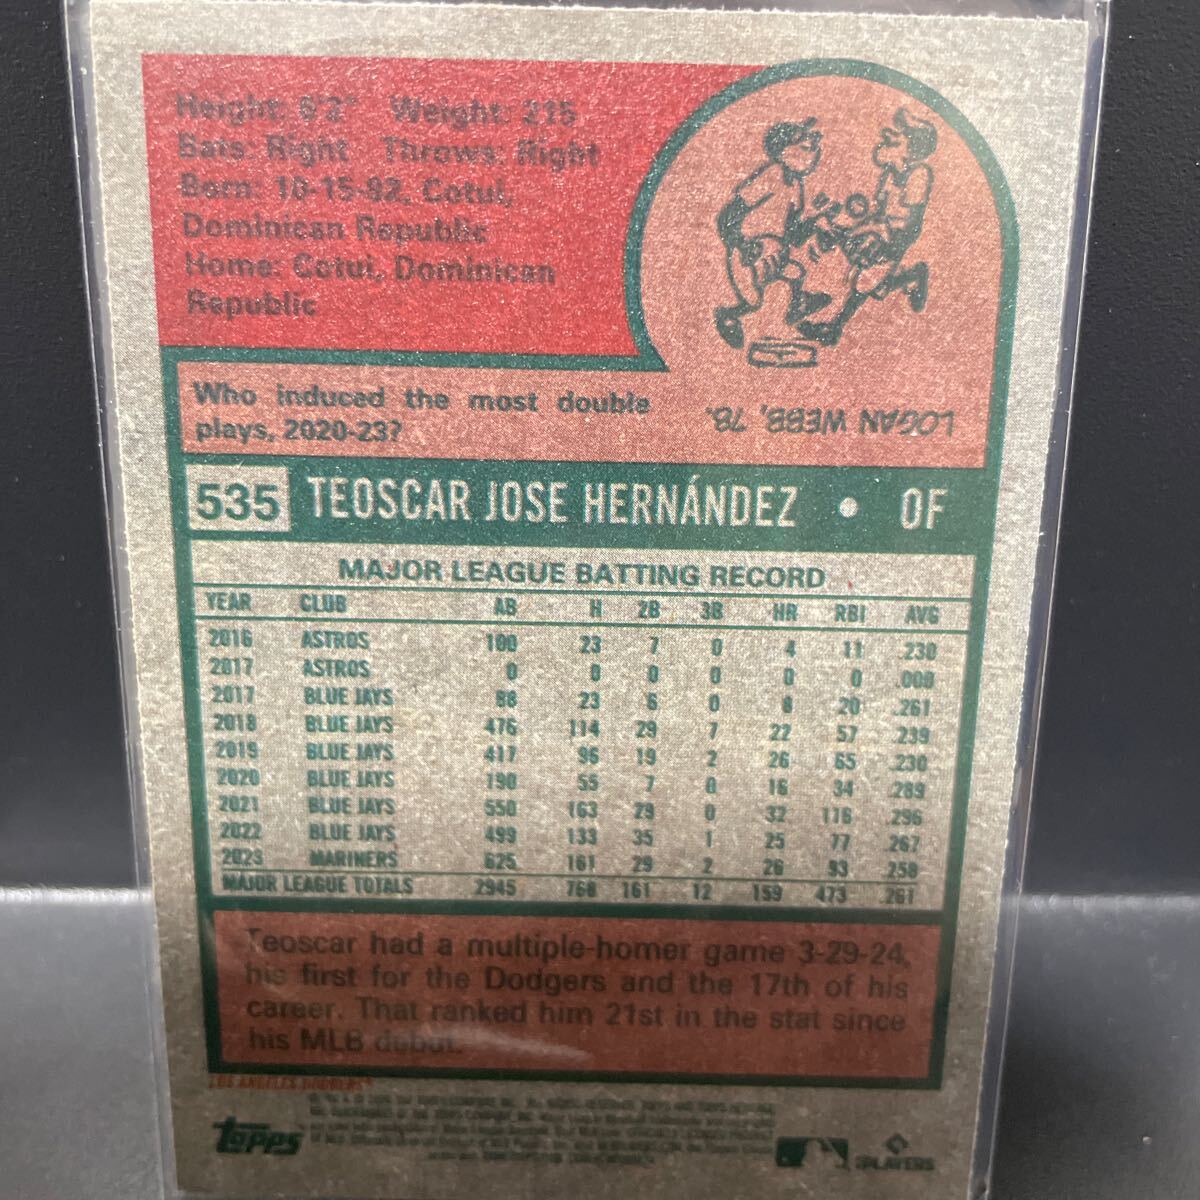 Height: 6'2" Weight: 215
Bats: Right Throws: Right
Born: 10-15-92, Cotui,
Dominican Republic
Home: Cotui, Dominican
Republic
Who induced the most double
plays, 2020-23?
LOGAN WEBB, 78.
535 TEOSCAR JOSE HERNÁNDEZ • OF
MAJOR LEAGUE BATTING RECORD
YEAR CLUB AB H 2B 3B HR RBI AVG
2016 ASTROS 100 23 7 0 4 11 .230
2017 ASTROS 0 0 0 0 0 0 .000
2017 BLUE JAYS 88 23 6 0 8 20 .261
2018 BLUE JAYS 476 114 29 7 22 57 .239
2019 BLUE JAYS 417 96 19 2 26 65 .230
2020 BLUE JAYS 190 55 7 0 16 34 .289
2021 BLUE JAYS 550 163 29 0 32 116 .296
2022 BLUE JAYS 499 133 35 1 25 77 .267
2023 MARINERS 625 161 29 2 26 93 .258
MAJOR LEAGUE TOTALS 2945 768 161 12 159 473 .261
Teoscar had a multiple-homer game 3-29-24,
his first for the Dodgers and the 17th of his
career. That ranked him 21st in the stat since
his MLB debut.
LOS ANGELES DODGERS®
topps
PLAYERS